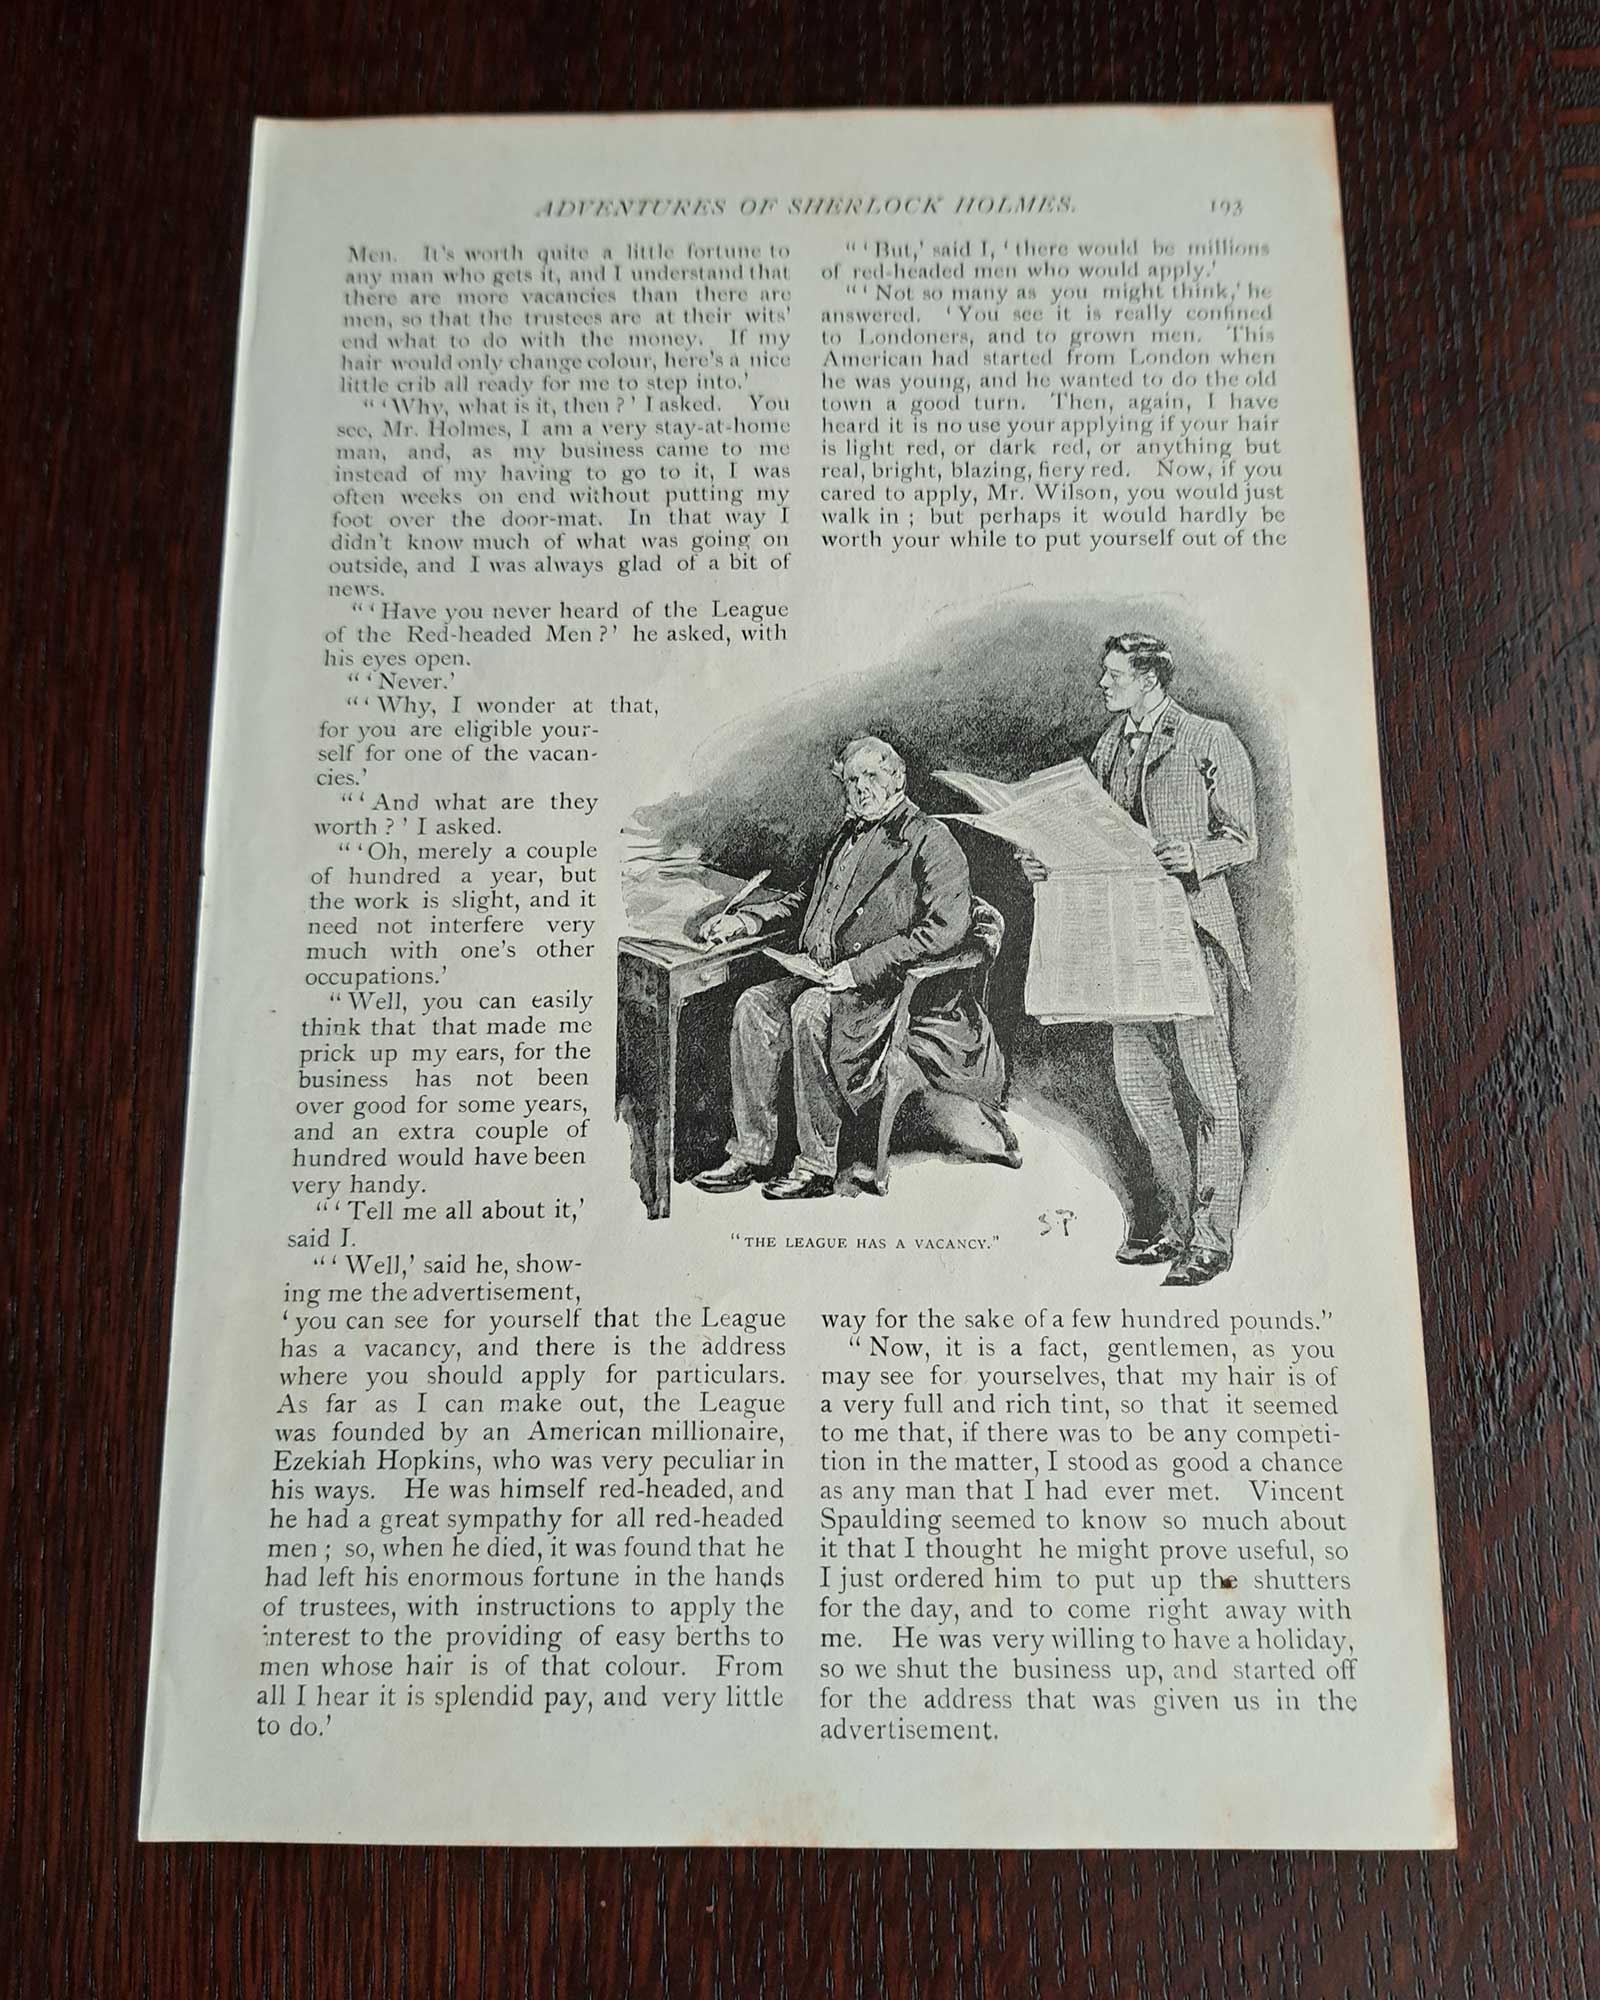 ADVENTURES OF SHERLOCK HOLMES. 193
Men. It's worth quite a little fortune to
any man who gets it, and I understand that
there are more vacancies than there are
men, so that the trustees are at their wits'
end what to do with the money. If my
hair would only change colour, here's a nice
little crib all ready for me to step into.'
"'Why, what is it, then?' I asked. You
see, Mr. Holmes, I am a very stay-at-home
man, and, as my business came to me
instead of my having to go to it, I was
often weeks on end without putting my
foot over the door-mat. In that way I
didn't know much of what was going on
outside, and I was always glad of a bit of
news.
"'Have you never heard of the League
of the Red-headed Men?' he asked, with
his eyes open.
"'Never.'
"'Why, I wonder at that,
for you are eligible your-
self for one of the vacan-
cies.'
"'And what are they
worth?' I asked.
"'Oh, merely a couple
of hundred a year, but
the work is slight, and it
need not interfere very
much with one's other
occupations.'
"Well, you can easily
think that that made me
prick up my ears, for the
business has not been
over good for some years,
and an extra couple of
hundred would have been
very handy.
"'Tell me all about it,'
said I.
"'Well,' said he, show-
ing me the advertisement,
'you can see for yourself that the League
has a vacancy, and there is the address
where you should apply for particulars.
As far as I can make out, the League
was founded by an American millionaire,
Ezekiah Hopkins, who was very peculiar in
his ways. He was himself red-headed, and
he had a great sympathy for all red-headed
men; so, when he died, it was found that he
had left his enormous fortune in the hands
of trustees, with instructions to apply the
interest to the providing of easy berths to
men whose hair is of that colour. From
all I hear it is splendid pay, and very little
to do.'
"'But,' said I, 'there would be millions
of red-headed men who would apply.'
"'Not so many as you might think,' he
answered. 'You see it is really confined
to Londoners, and to grown men. This
American had started from London when
he was young, and he wanted to do the old
town a good turn. Then, again, I have
heard it is no use your applying if your hair
is light red, or dark red, or anything but
real, bright, blazing, fiery red. Now, if you
cared to apply, Mr. Wilson, you would just
walk in; but perhaps it would hardly be
worth your while to put yourself out of the
SP
"THE LEAGUE HAS A VACANCY."
way for the sake of a few hundred pounds."
"Now, it is a fact, gentlemen, as you
may see for yourselves, that my hair is of
a very full and rich tint, so that it seemed
to me that, if there was to be any competi-
tion in the matter, I stood as good a chance
as any man that I had ever met. Vincent
Spaulding seemed to know so much about
it that I thought he might prove useful, so
I just ordered him to put up the shutters
for the day, and to come right away with
me. He was very willing to have a holiday,
so we shut the business up, and started off
for the address that was given us in the
advertisement.